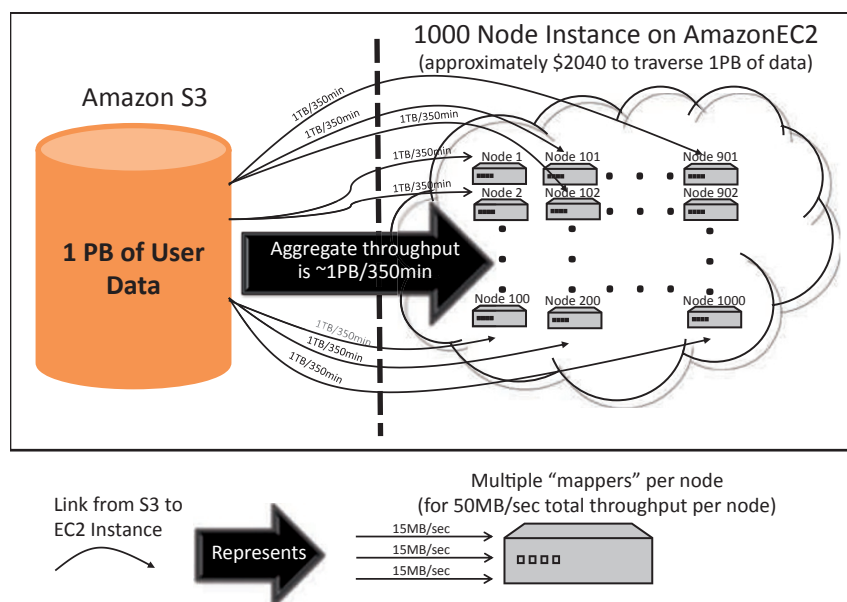 1000 Node Instance on AmazonEC2
(approximately $2040 to traverse 1PB of data)
Amazon S3
1 PB of User
Data
1TB/350min
1TB/350min
1TB/350min
1TB/350min
1TB/350min
Aggregate throughput
is ~1PB/350min
1TB/350min
1TB/350min
1TB/350min
Node 1
Node 101
Node 901
Node 2
Node 102
Node 902
Node 100
Node 200
Node 1000
Link from S3 to
EC2 Instance
Represents
Multiple “mappers” per node
(for 50MB/sec total throughput per node)
15MB/sec
15MB/sec
15MB/sec